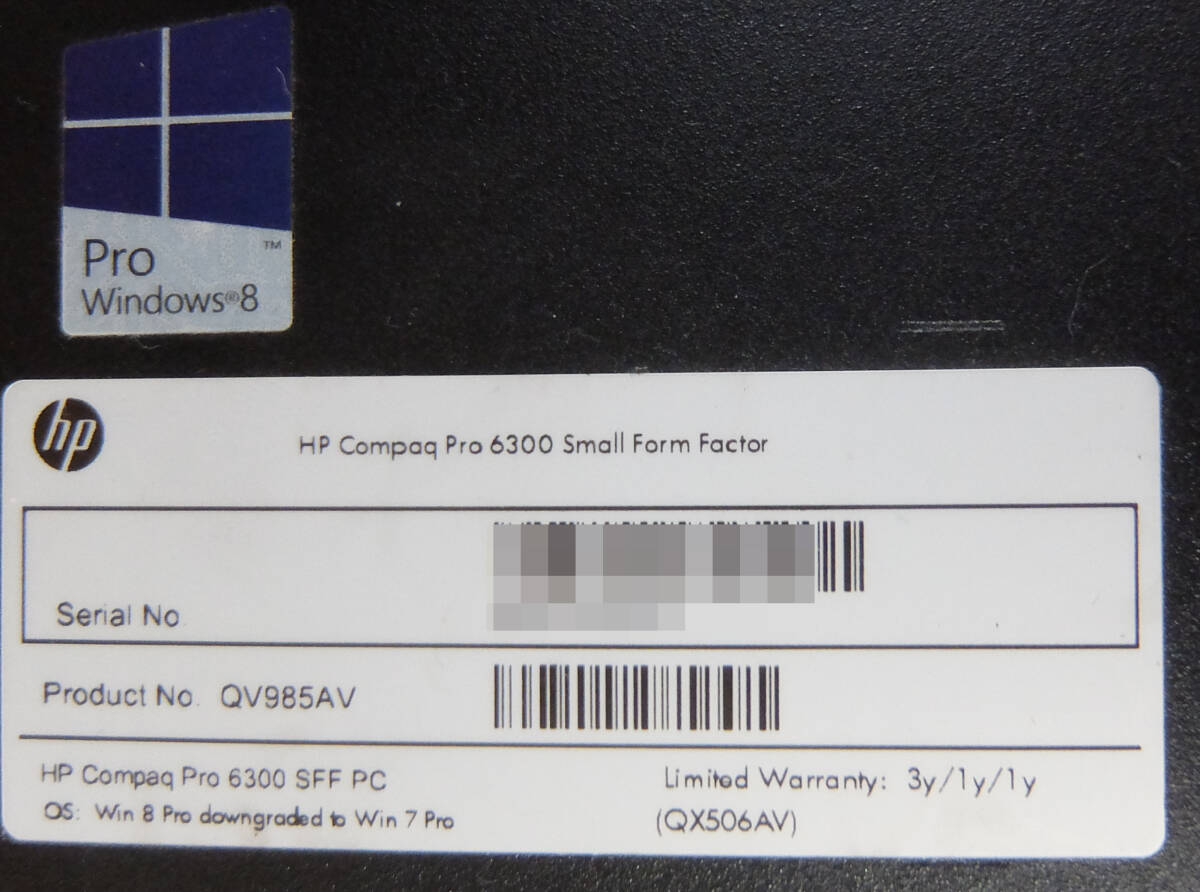 Pro ™
Windows®8
hp
HP Compaq Pro 6300 Small Form Factor
Serial No
Product No. QV985AV
HP Compaq Pro 6300 SFF PC
OS: Win 8 Pro downgraded to Win 7 Pro
Limited Warranty: 3y/1y/1y
(QX506AV)